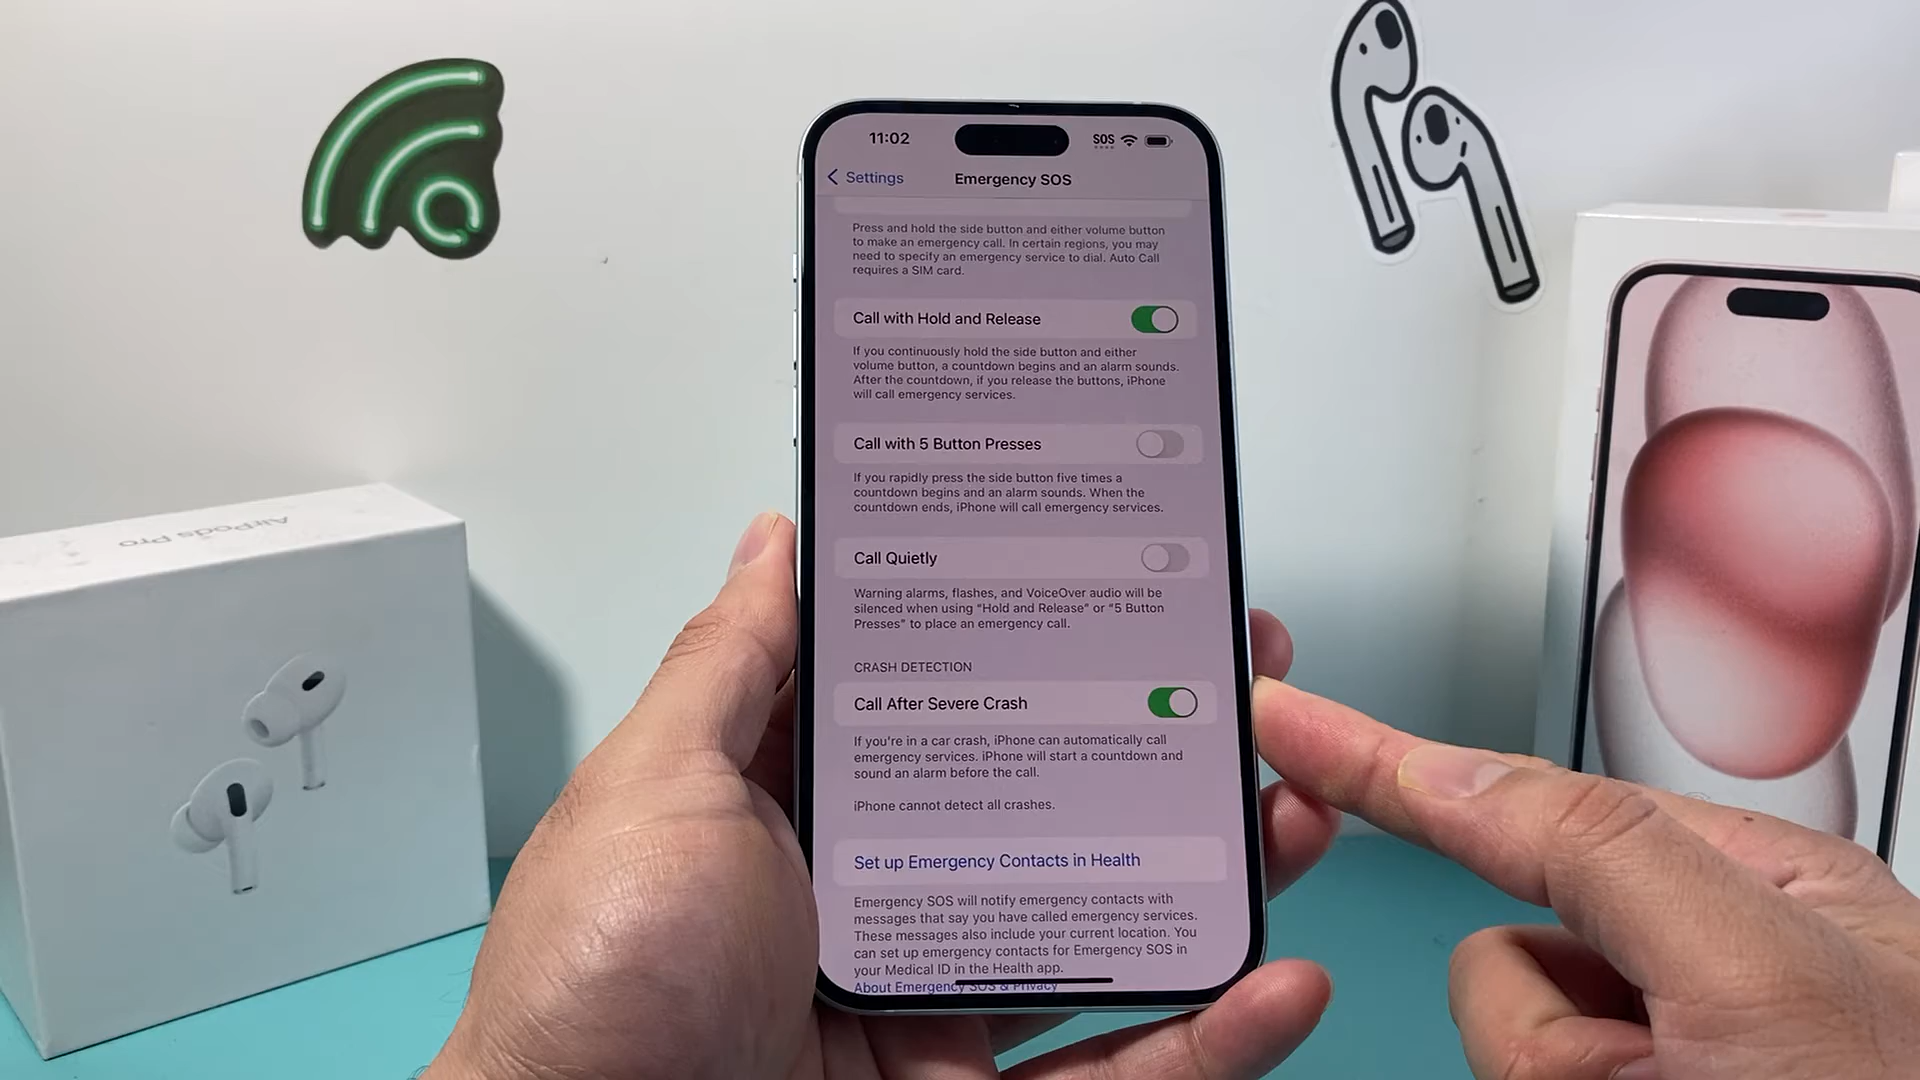 11:02
SOS
Settings
Emergency SOS
Press and hold the side button and either volume button
to make an emergency call. In certain regions, you may
need to specify an emergency service to dial. Auto Call
requires a SIM card.
Call with Hold and Release
If you continuously hold the side button and either
volume button, a countdown begins and an alarm sounds.
After the countdown, if you release the buttons, iPhone
will call emergency services.
Call with 5 Button Presses
If you rapidly press the side button five times a
countdown begins and an alarm sounds. When the
countdown ends, iPhone will call emergency services.
Call Quietly
Warning alarms, flashes, and VoiceOver audio will be
silenced when using “Hold and Release” or “5 Button
Presses” to place an emergency call.
CRASH DETECTION
Call After Severe Crash
If you're in a car crash, iPhone can automatically call
emergency services. iPhone will start a countdown and
sound an alarm before the call.
iPhone cannot detect all crashes.
Set up Emergency Contacts in Health
Emergency SOS will notify emergency contacts with
messages that say you have called emergency services.
These messages also include your current location. You
can set up emergency contacts for Emergency SOS in
your Medical ID in the Health app.
About Emergency SOS & Privacy
AirPods Pro